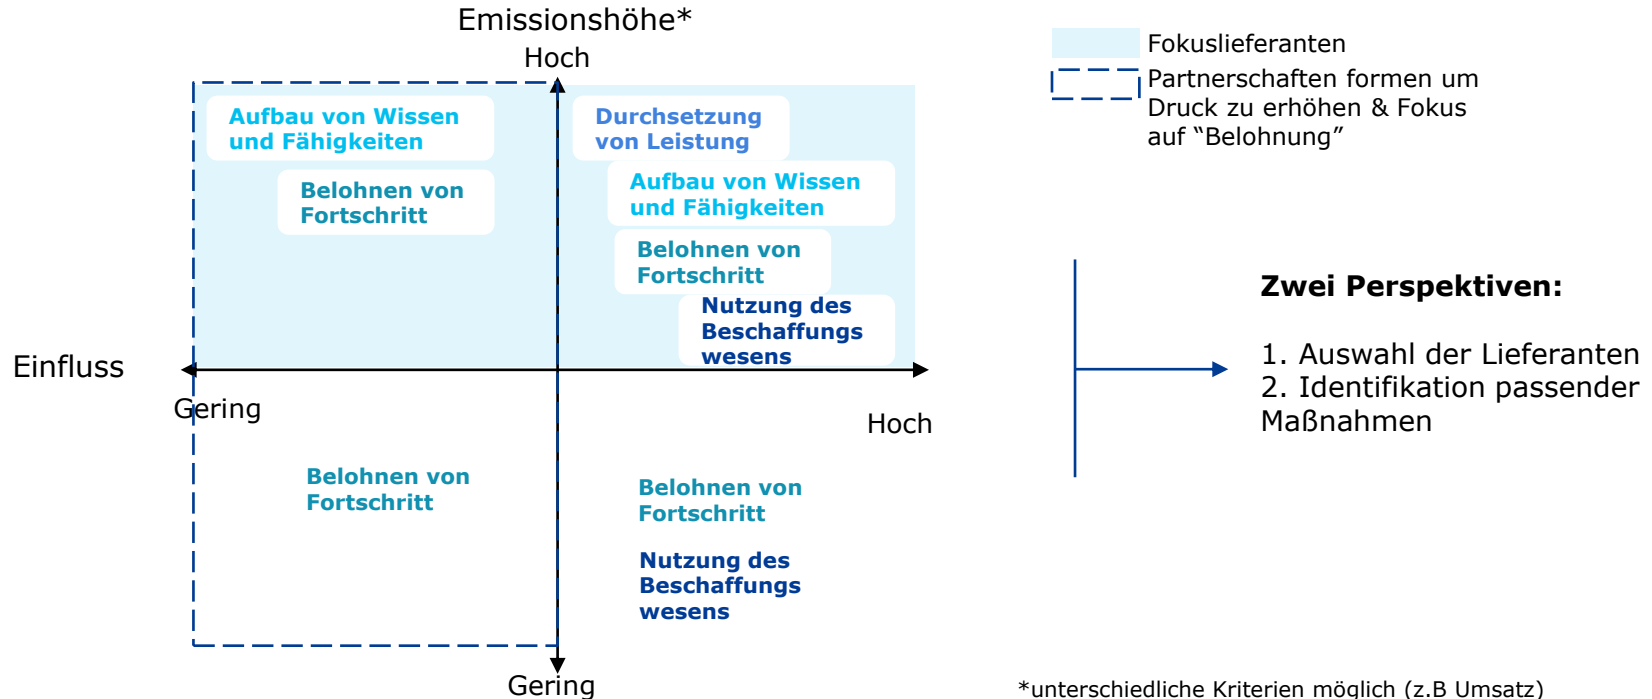 Emissionshöhe*
Hoch
Fokuslieferanten
Partnerschaften formen um
Druck zu erhöhen & Fokus
auf “Belohnung”
Aufbau von Wissen
und Fähigkeiten
Belohnen von
Fortschritt
Durchsetzung
von Leistung
Aufbau von Wissen
und Fähigkeiten
Belohnen von
Fortschritt
Nutzung des
Beschaffungs
wesens
Einfluss
Gering
Hoch
Belohnen von
Fortschritt
Belohnen von
Fortschritt
Nutzung des
Beschaffungs
wesens
Gering
Zwei Perspektiven:
1. Auswahl der Lieferanten
2. Identifikation passender
Maßnahmen
*unterschiedliche Kriterien möglich (z.B Umsatz)